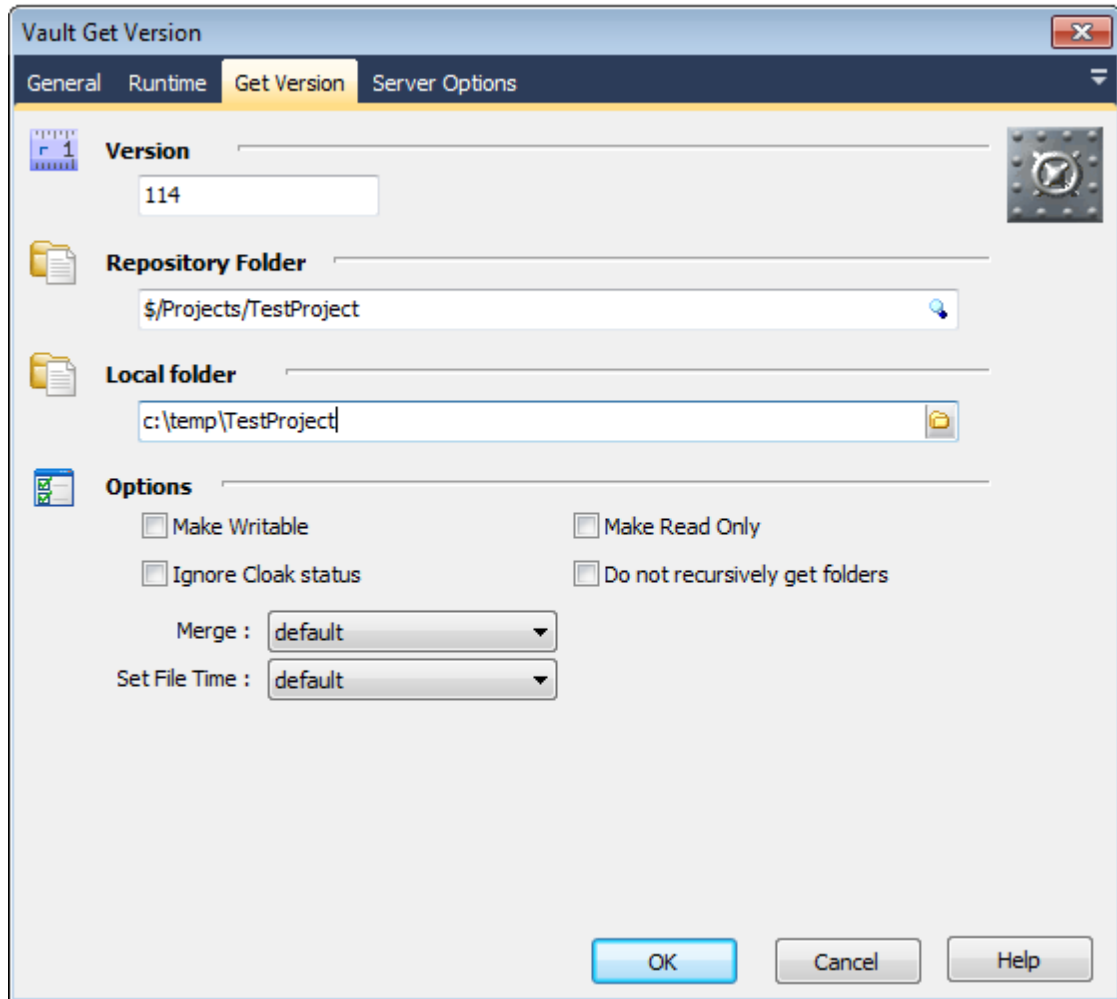 Vault Get Version
General Runtime Get Version Server Options
r 1
Version
114
Repository Folder
$/Projects/TestProject
Local folder
c:\temp\TestProject
Options
Make Writable Make Read Only
Ignore Cloak status Do not recursively get folders
Merge : default
Set File Time : default
OK Cancel Help